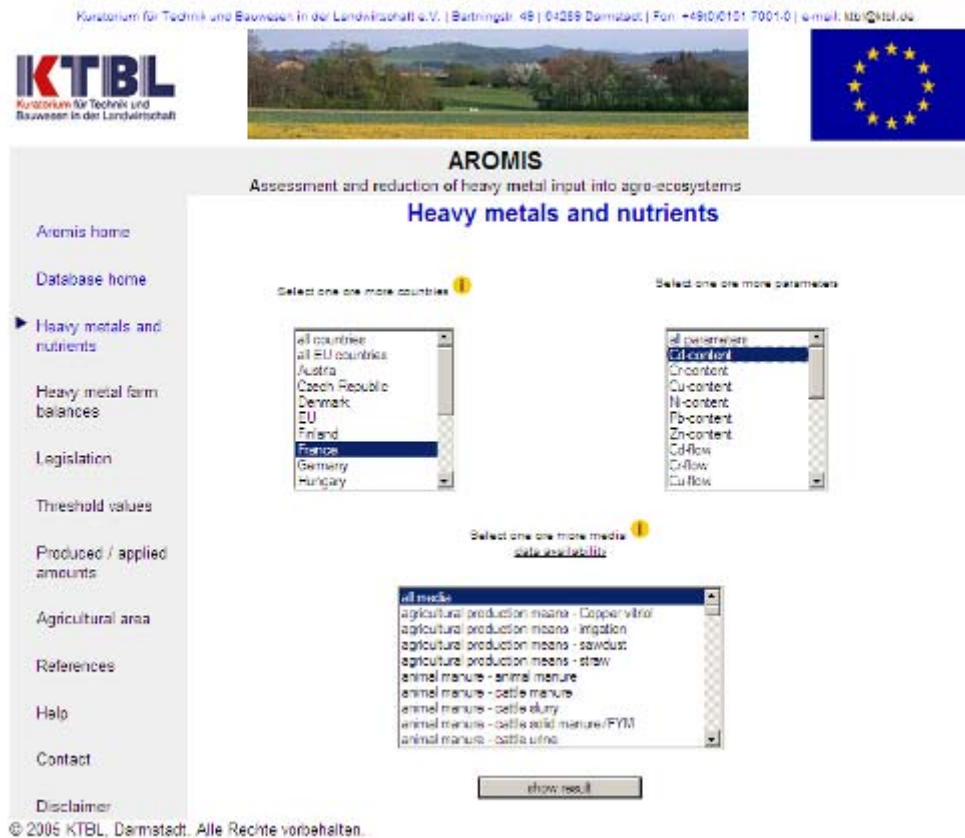 Kuratorium für Technik und Bauwesen in der Landwirtschaft e.V. | Bartningstr. 49 | 64289 Darmstadt | Fon: +49(0)6151 7001-0 | e-mail: ktbl@ktbl.de
KTBL
Kuratorium für Technik und
Bauwesen in der Landwirtschaft
AROMIS
Assessment and reduction of heavy metal input into agro-ecosystems
Heavy metals and nutrients
Aromis home
Database home
Heavy metals and
nutrients
Heavy metal farm
balances
Legislation
Threshold values
Produced / applied
amounts
Agricultural area
References
Help
Contact
Disclaimer
Select one ore more countries i
all countries
all EU countries
Austria
Czech Republic
Denmark
EU
Finland
France
Germany
Hungary
Select one ore more parameters
all parameters
Cd-content
Cr-content
Cu-content
Ni-content
Pb-content
Zn-content
Cd-flow
Cr-flow
Cu-flow
Select one ore more media i
data availability
all media
agricultural production means - Copper vitriol
agricultural production means - irrigation
agricultural production means - sawdust
agricultural production means - straw
animal manure - animal manure
animal manure - cattle manure
animal manure - cattle slurry
animal manure - cattle solid manure/FYM
animal manure - cattle urine
show result
© 2005 KTBL, Darmstadt. Alle Rechte vorbehalten.